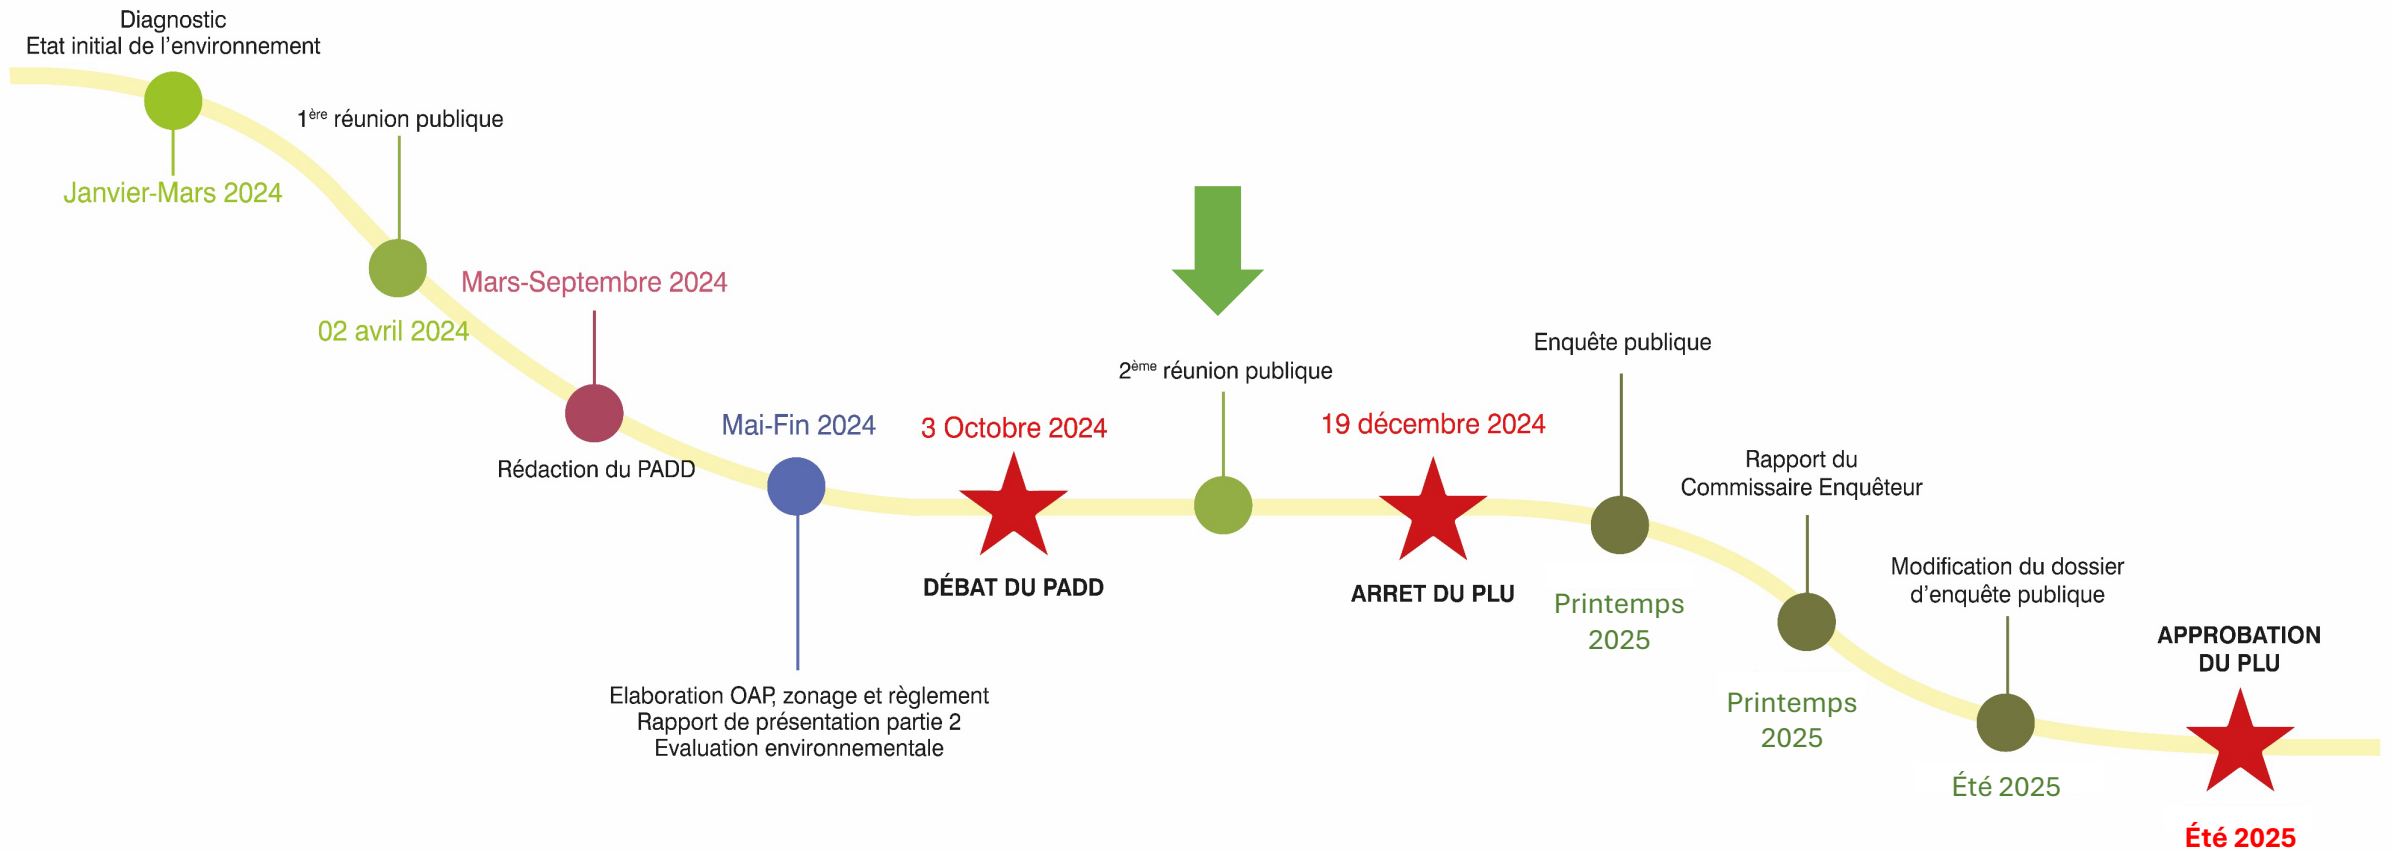 Diagnostic
Etat initial de l'environnement
Janvier-Mars 2024
1ère réunion publique
02 avril 2024
Mars-Septembre 2024
Rédaction du PADD
Mai-Fin 2024
Elaboration OAP, zonage et règlement
Rapport de présentation partie 2
Evaluation environnementale
3 Octobre 2024
DÉBAT DU PADD
2ème réunion publique
19 décembre 2024
ARRET DU PLU
Enquête publique
Printemps
2025
Rapport du
Commissaire Enquêteur
Printemps
2025
Modification du dossier
d'enquête publique
Été 2025
APPROBATION
DU PLU
Été 2025